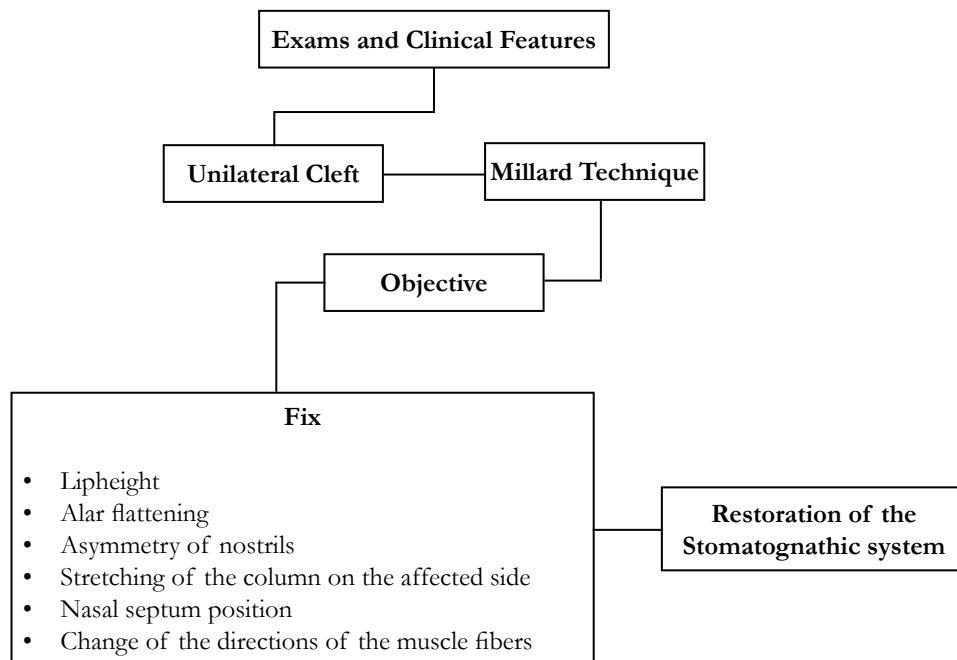 Exams and Clinical Features
Unilateral Cleft
Millard Technique
Objective
Fix
• Lipheight
• Alar flattening
• Asymmetry of nostrils
• Stretching of the column on the affected side
• Nasal septum position
• Change of the directions of the muscle fibers
Restoration of the
Stomatognathic system